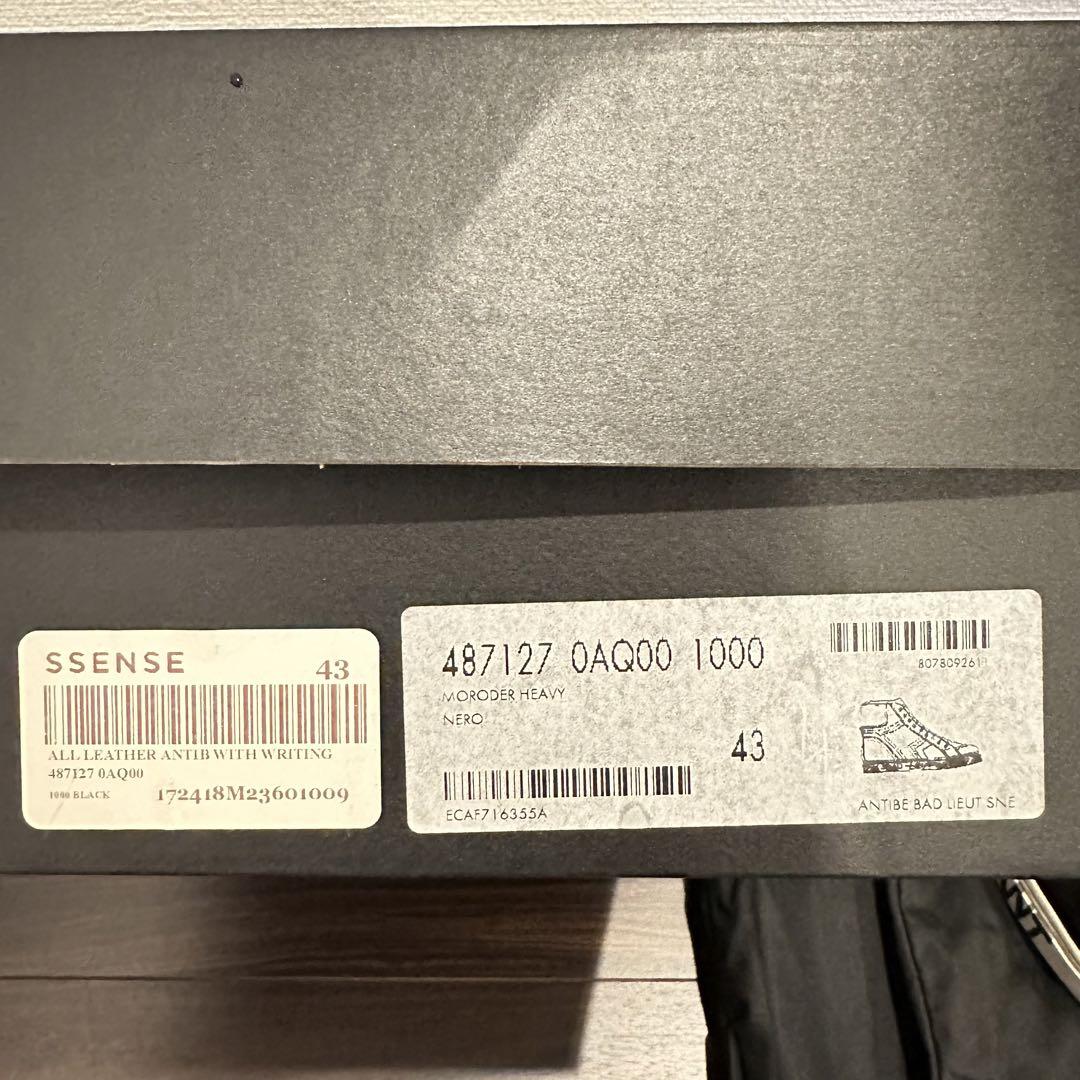 SSENSE
43
ALL LEATHER ANTIB WITH WRITING
487127 0AQ00
1000 BLACK
172418M23601009
487127 0AQ00 1000
MORODER HEAVY
NERO
43
ECAF716355A
8078092611
ANTIBE BAD LIEUT SNE